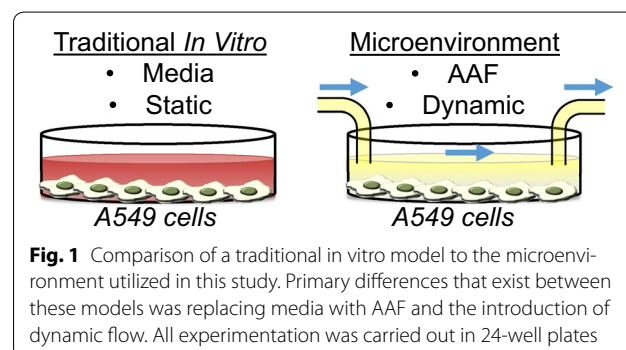 Traditional In Vitro
• Media
• Static
A549 cells
Microenvironment
• AAF
• Dynamic
A549 cells
Fig. 1 Comparison of a traditional in vitro model to the microenvi-
ronment utilized in this study. Primary differences that exist between
these models was replacing media with AAF and the introduction of
dynamic flow. All experimentation was carried out in 24-well plates